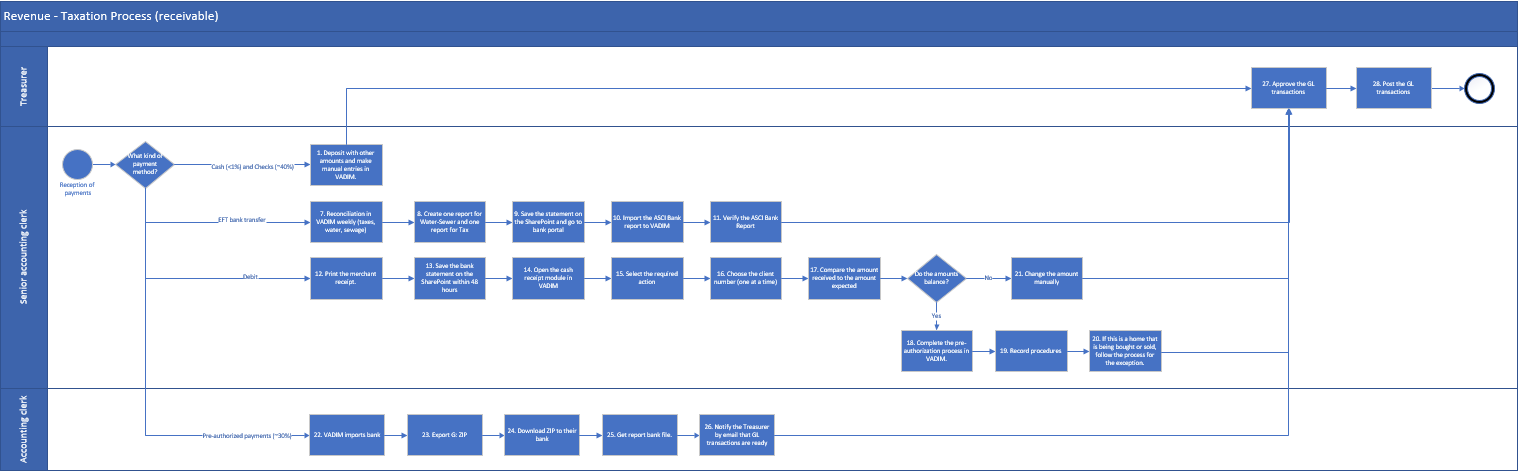 Revenue - Taxation Process (receivable)
Treasurer
27. Approve the GL
transactions
28. Post the GL
transactions
Senior accounting clerk
Reception of
payments
What kind of
payment
method?
Cash (<1%) and Checks (~40%)
1. Deposit with other
amounts and make
manual entries in
VADIM.
EFT bank transfer
7. Reconciliation in
VADIM weekly (taxes,
water, sewage)
8. Create one report for
Water-Sewer and one
report for Tax
9. Save the statement on
the SharePoint and go to
bank portal
10. Import the ASCI Bank
report to VADIM
11. Verify the ASCI Bank
Report
Debit
12. Print the merchant
receipt.
13. Save the bank
statement on the
SharePoint within 48
hours
14. Open the cash
receipt module in
VADIM
15. Select the required
action
16. Choose the client
number (one at a time)
17. Compare the amount
received to the amount
expected
Do the amounts
balance?
No
21. Change the amount
manually
Yes
18. Complete the pre-
authorization process in
VADIM.
19. Record procedures
20. If this is a home that
is being bought or sold,
follow the process for
the exception.
Accounting clerk
Pre-authorized payments (~30%)
22. VADIM imports bank
23. Export G: ZIP
24. Download ZIP to their
bank
25. Get report bank file.
26. Notify the Treasurer
by email that GL
transactions are ready